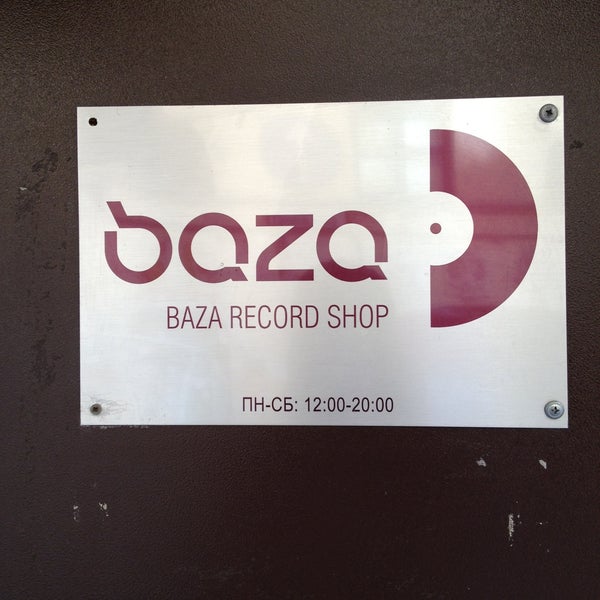 baza
BAZA RECORD SHOP
ПН-СБ: 12:00-20:00